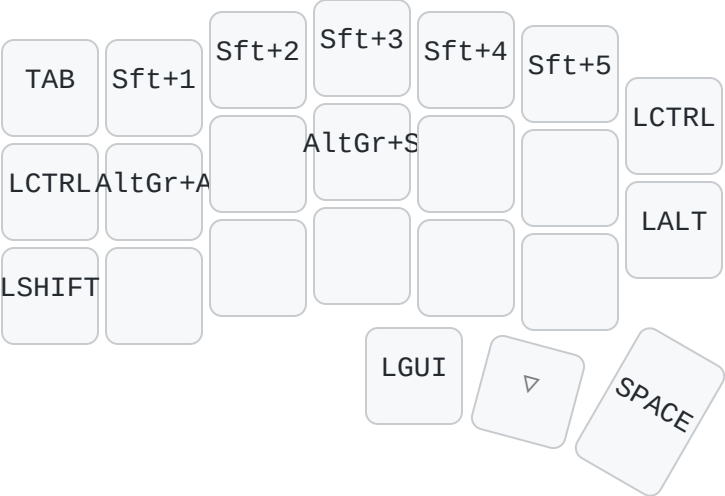 TAB
Sft+1
Sft+2
Sft+3
Sft+4
Sft+5
LCTRL
LCTRL
AltGr+A
AltGr+S
LALT
LSHIFT
LGUI
▽
SPACE